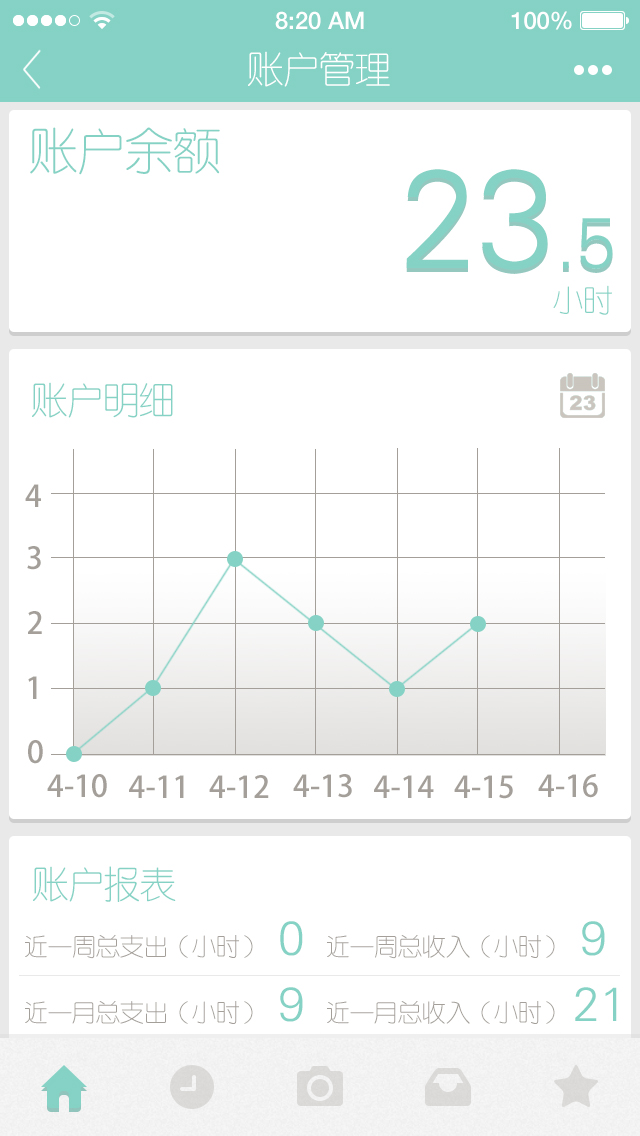 8:20 AM 100%
账户管理
账户余额
23.5
小时
账户明细
23
4
3
2
1
0
4-10 4-11 4-12 4-13 4-14 4-15 4-16
账户报表
近一周总支出（小时） 0 近一周总收入（小时） 9
近一月总支出（小时） 9 近一月总收入（小时） 21